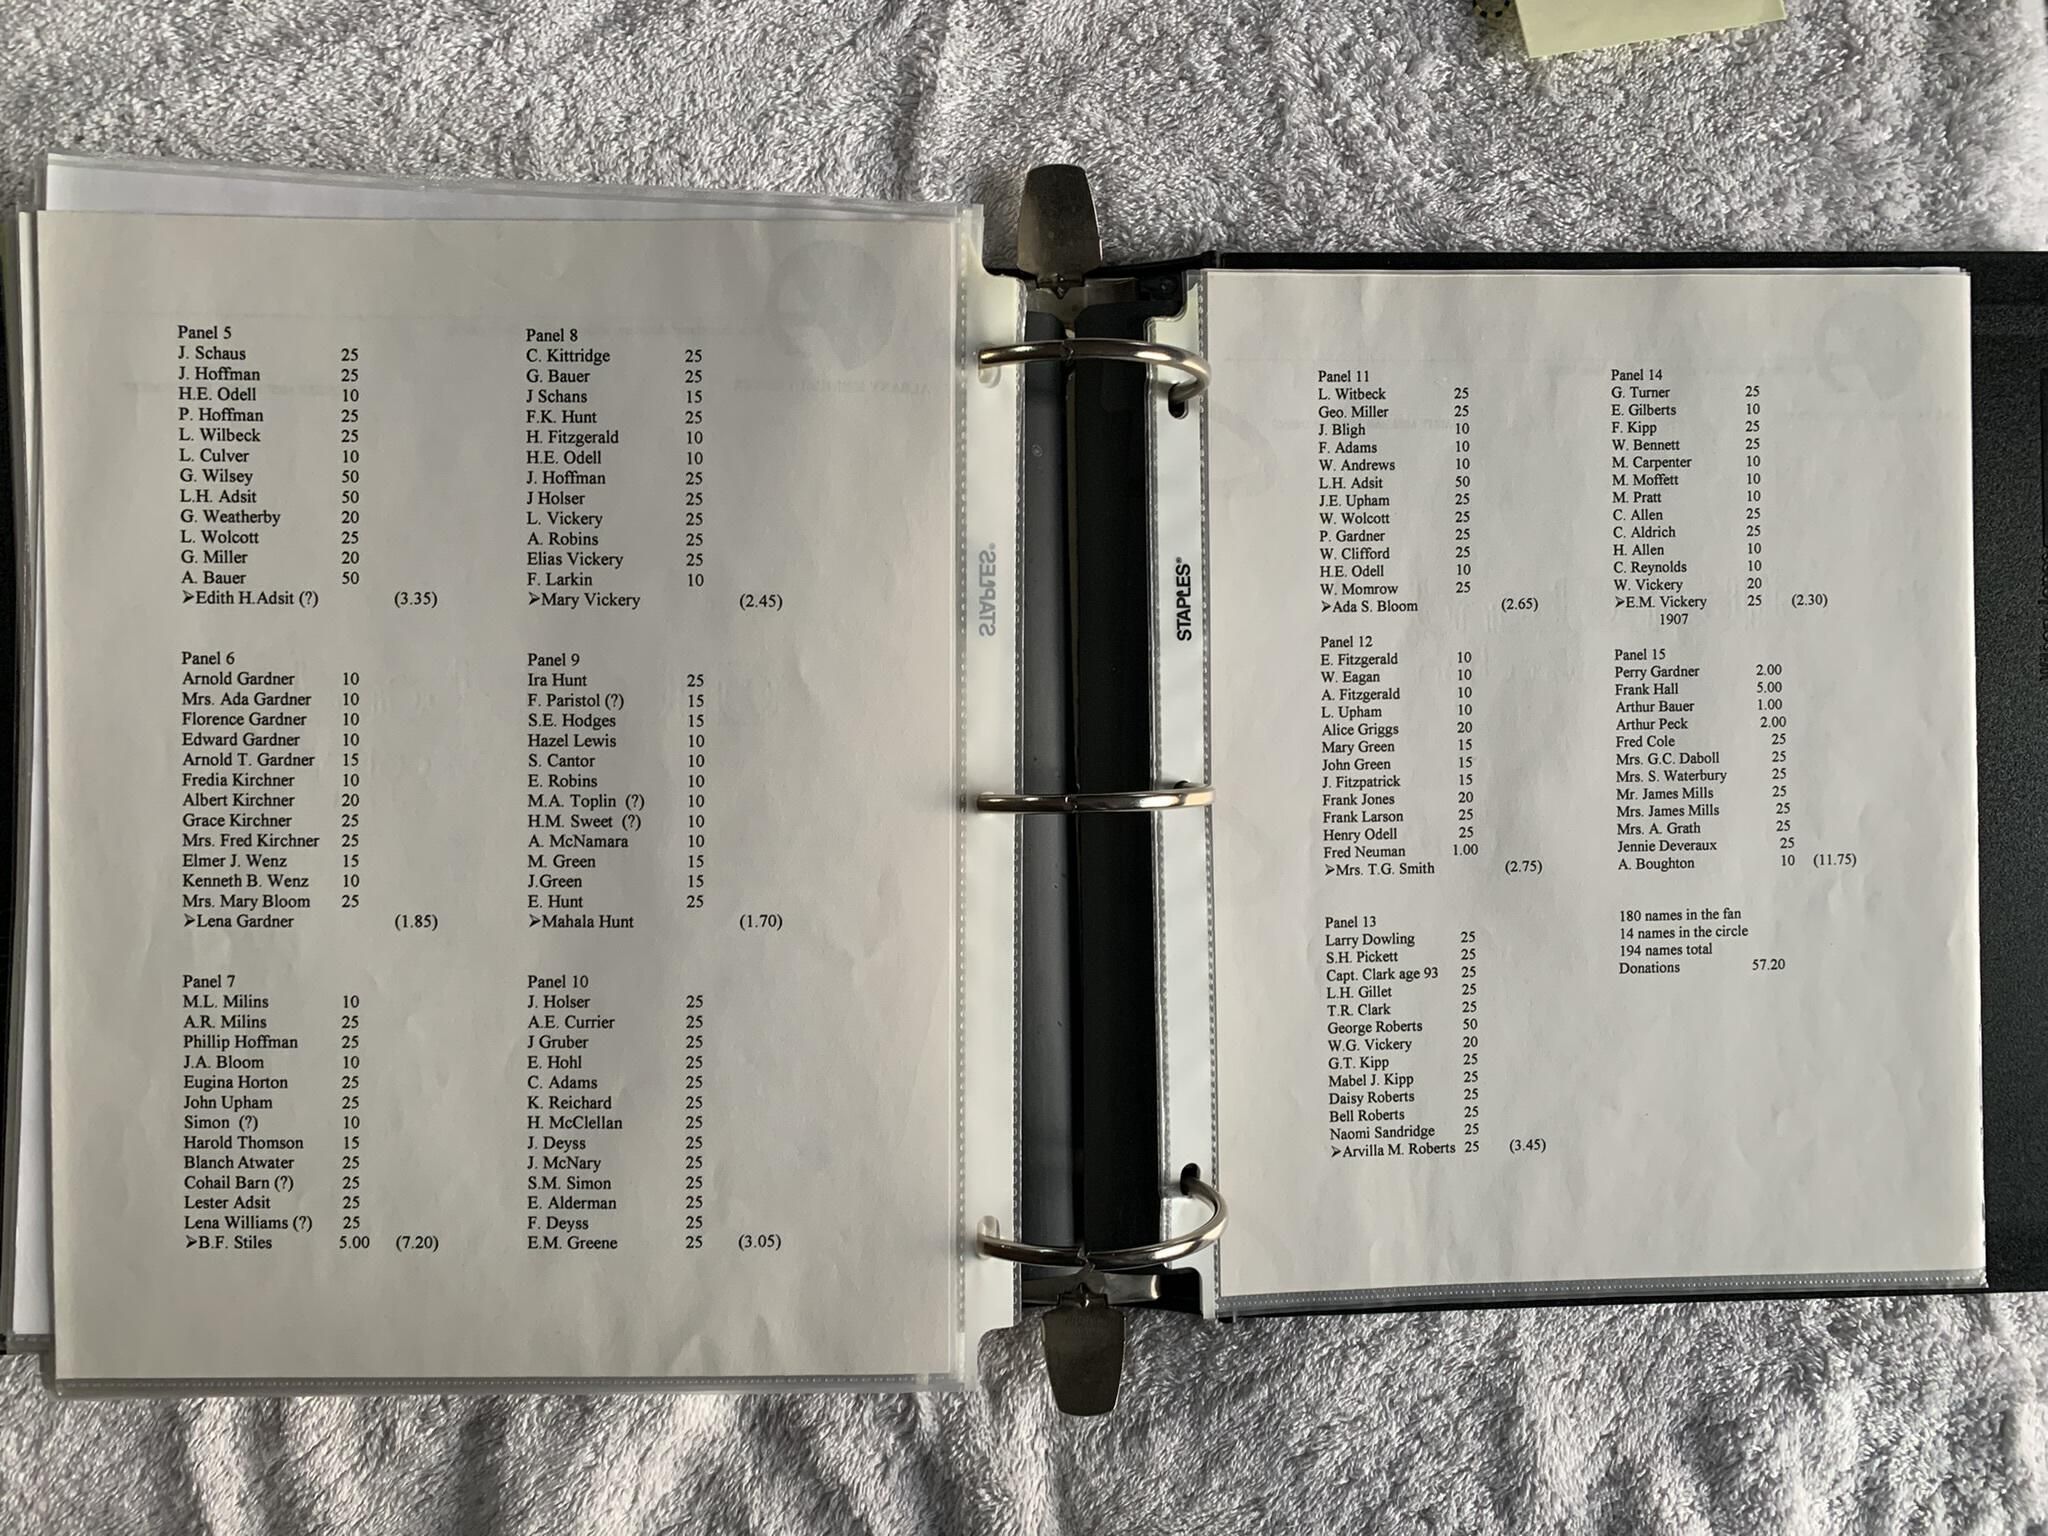 Panel 5
J. Schaus 25
J. Hoffman 25
H.E. Odell 10
P. Hoffman 25
L. Wilbeck 25
L. Culver 10
G. Wilsey 50
L.H. Adsit 50
G. Weatherby 20
L. Wolcott 25
G. Miller 20
A. Bauer 50
➢Edith H.Adsit (?) (3.35)
Panel 6
Arnold Gardner 10
Mrs. Ada Gardner 10
Florence Gardner 10
Edward Gardner 10
Arnold T. Gardner 15
Fredia Kirchner 10
Albert Kirchner 20
Grace Kirchner 25
Mrs. Fred Kirchner 25
Elmer J. Wenz 15
Kenneth B. Wenz 10
Mrs. Mary Bloom 25
➢Lena Gardner (1.85)
Panel 7
M.L. Milins 10
A.R. Milins 25
Phillip Hoffman 25
J.A. Bloom 10
Eugina Horton 25
John Upham 25
Simon (?) 10
Harold Thomson 15
Blanch Atwater 25
Cohail Barn (?) 25
Lester Adsit 25
Lena Williams (?) 25
➢B.F. Stiles 5.00 (7.20)
Panel 8
C. Kittridge 25
G. Bauer 25
J Schans 15
F.K. Hunt 25
H. Fitzgerald 10
H.E. Odell 10
J. Hoffman 25
J Holser 25
L. Vickery 25
A. Robins 25
Elias Vickery 25
F. Larkin 10
➢Mary Vickery (2.45)
Panel 9
Ira Hunt 25
F. Paristol (?) 15
S.E. Hodges 15
Hazel Lewis 10
S. Cantor 10
E. Robins 10
M.A. Toplin (?) 10
H.M. Sweet (?) 10
A. McNamara 10
M. Green 15
J.Green 15
E. Hunt 25
➢Mahala Hunt (1.70)
Panel 10
J. Holser 25
A.E. Currier 25
J Gruber 25
E. Hohl 25
C. Adams 25
K. Reichard 25
H. McClellan 25
J. Deyss 25
J. McNary 25
S.M. Simon 25
E. Alderman 25
F. Deyss 25
E.M. Greene 25 (3.05)
STAPLES®
STAPLES®
Panel 11
L. Witbeck 25
Geo. Miller 25
J. Bligh 10
F. Adams 10
W. Andrews 10
L.H. Adsit 50
J.E. Upham 25
W. Wolcott 25
P. Gardner 25
W. Clifford 25
H.E. Odell 10
W. Momrow 25
➢Ada S. Bloom (2.65)
Panel 12
E. Fitzgerald 10
W. Eagan 10
A. Fitzgerald 10
L. Upham 10
Alice Griggs 20
Mary Green 15
John Green 15
J. Fitzpatrick 15
Frank Jones 20
Frank Larson 25
Henry Odell 25
Fred Neuman 1.00
➢Mrs. T.G. Smith (2.75)
Panel 13
Larry Dowling 25
S.H. Pickett 25
Capt. Clark age 93 25
L.H. Gillet 25
T.R. Clark 25
George Roberts 50
W.G. Vickery 20
G.T. Kipp 25
Mabel J. Kipp 25
Daisy Roberts 25
Bell Roberts 25
Naomi Sandridge 25
➢Arvilla M. Roberts 25 (3.45)
Panel 14
G. Turner 25
E. Gilberts 10
F. Kipp 25
W. Bennett 25
M. Carpenter 10
M. Moffett 10
M. Pratt 10
C. Allen 25
C. Aldrich 25
H. Allen 10
C. Reynolds 10
W. Vickery 20
➢E.M. Vickery 25 (2.30)
1907
Panel 15
Perry Gardner 2.00
Frank Hall 5.00
Arthur Bauer 1.00
Arthur Peck 2.00
Fred Cole 25
Mrs. G.C. Daboll 25
Mrs. S. Waterbury 25
Mr. James Mills 25
Mrs. James Mills 25
Mrs. A. Grath 25
Jennie Deveraux 25
A. Boughton 10 (11.75)
180 names in the fan
14 names in the circle
194 names total
Donations 57.20